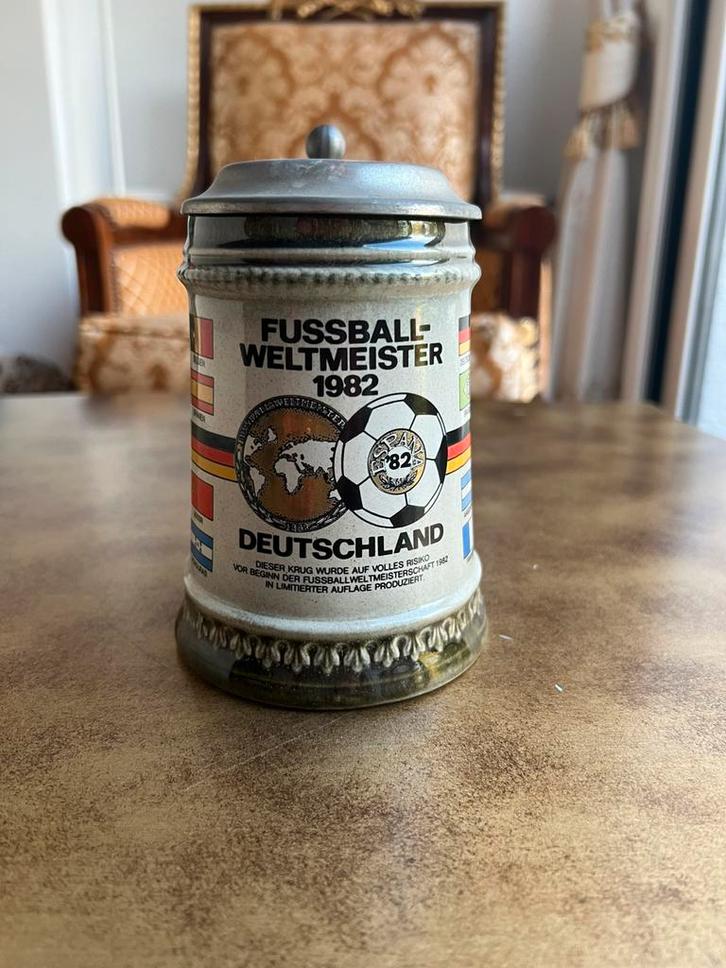 FUSSBALL-
WELTMEISTER
1982
ESPAÑA
'82
DEUTSCHLAND
DIESER KRUG WURDE AUF VOLLES RISIKO
VOR BEGINN DER FUSSBALLWELTMEISTERSCHAFT 1982
IN LIMITIERTER AUFLAGE PRODUZIERT.